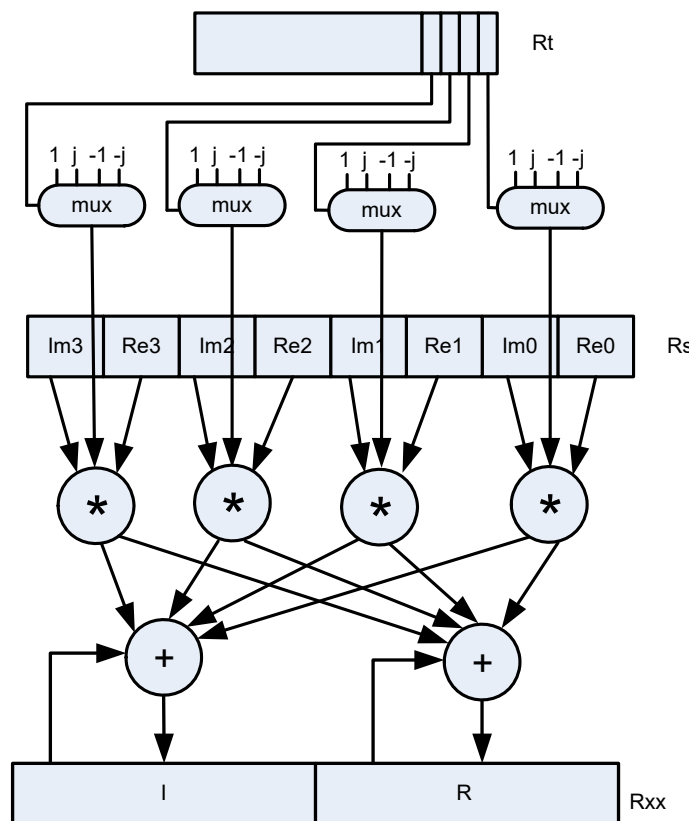 Rt
1 j -1 -j 1 j -1 -j 1 j -1 -j 1 j -1 -j
mux mux mux mux
Im3 Re3 Im2 Re2 Im1 Re1 Im0 Re0 Rs
* * * *
+ +
I R Rxx